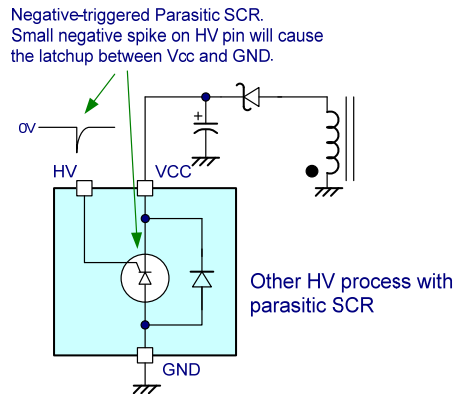 Negative-triggered Parasitic SCR.
Small negative spike on HV pin will cause
the latchup between Vcc and GND.
0V
+
HV
VCC
Other HV process with
parasitic SCR
GND